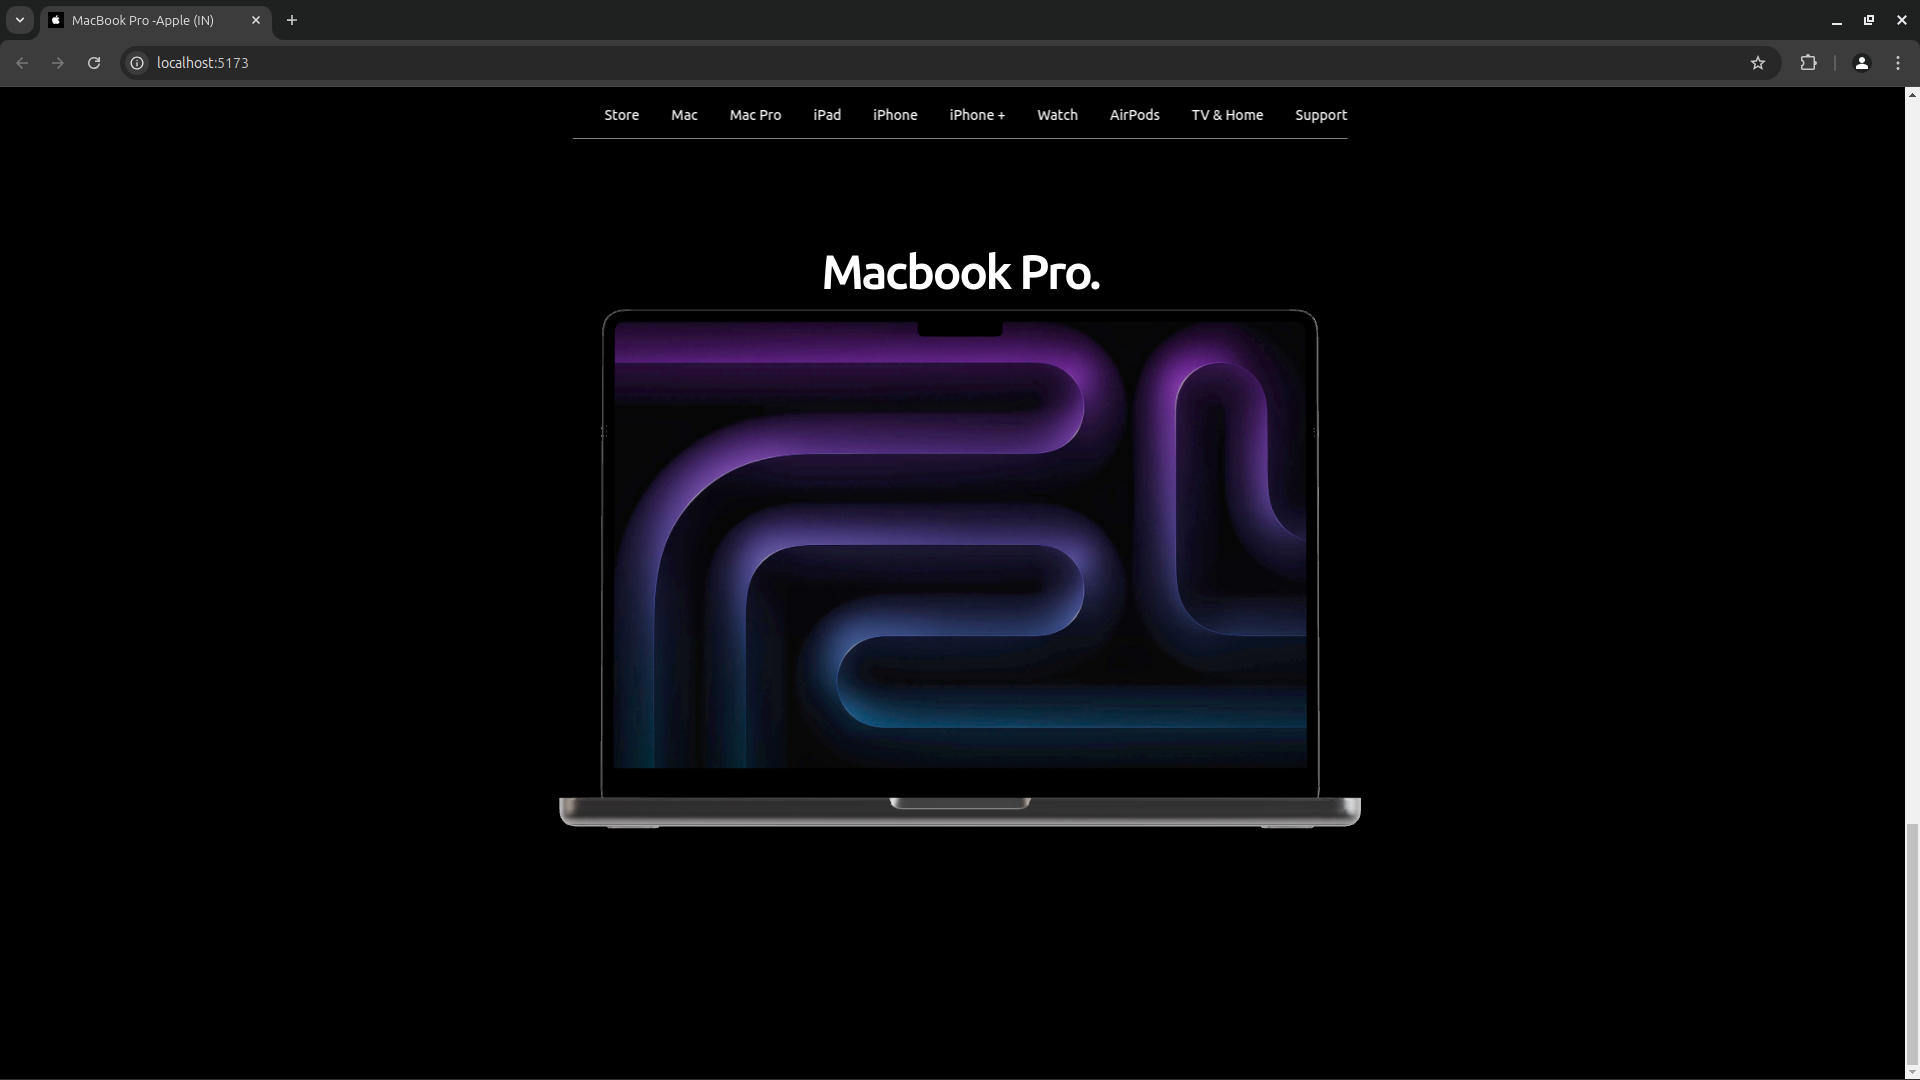 MacBook Pro -Apple (IN)
localhost:5173
Store Mac Mac Pro iPad iPhone iPhone + Watch AirPods TV & Home Support
Macbook Pro.